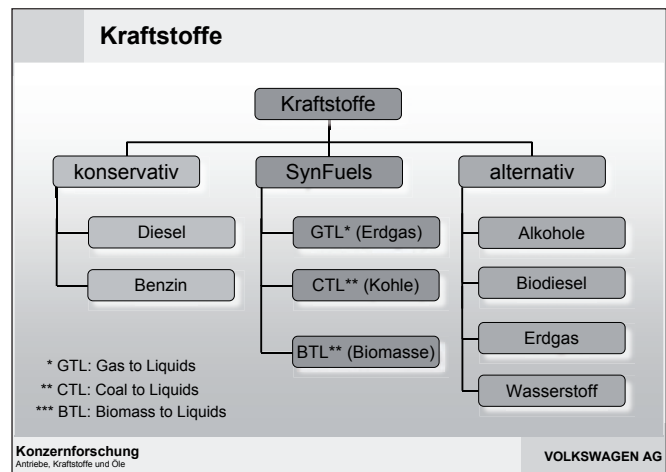 Kraftstoffe
Kraftstoffe
konservativ
SynFuels
alternativ
Diesel
Benzin
GTL* (Erdgas)
CTL** (Kohle)
BTL** (Biomasse)
Alkohole
Biodiesel
Erdgas
Wasserstoff
* GTL: Gas to Liquids
** CTL: Coal to Liquids
*** BTL: Biomass to Liquids
Konzernforschung
Antriebe, Kraftstoffe und Öle
VOLKSWAGEN AG